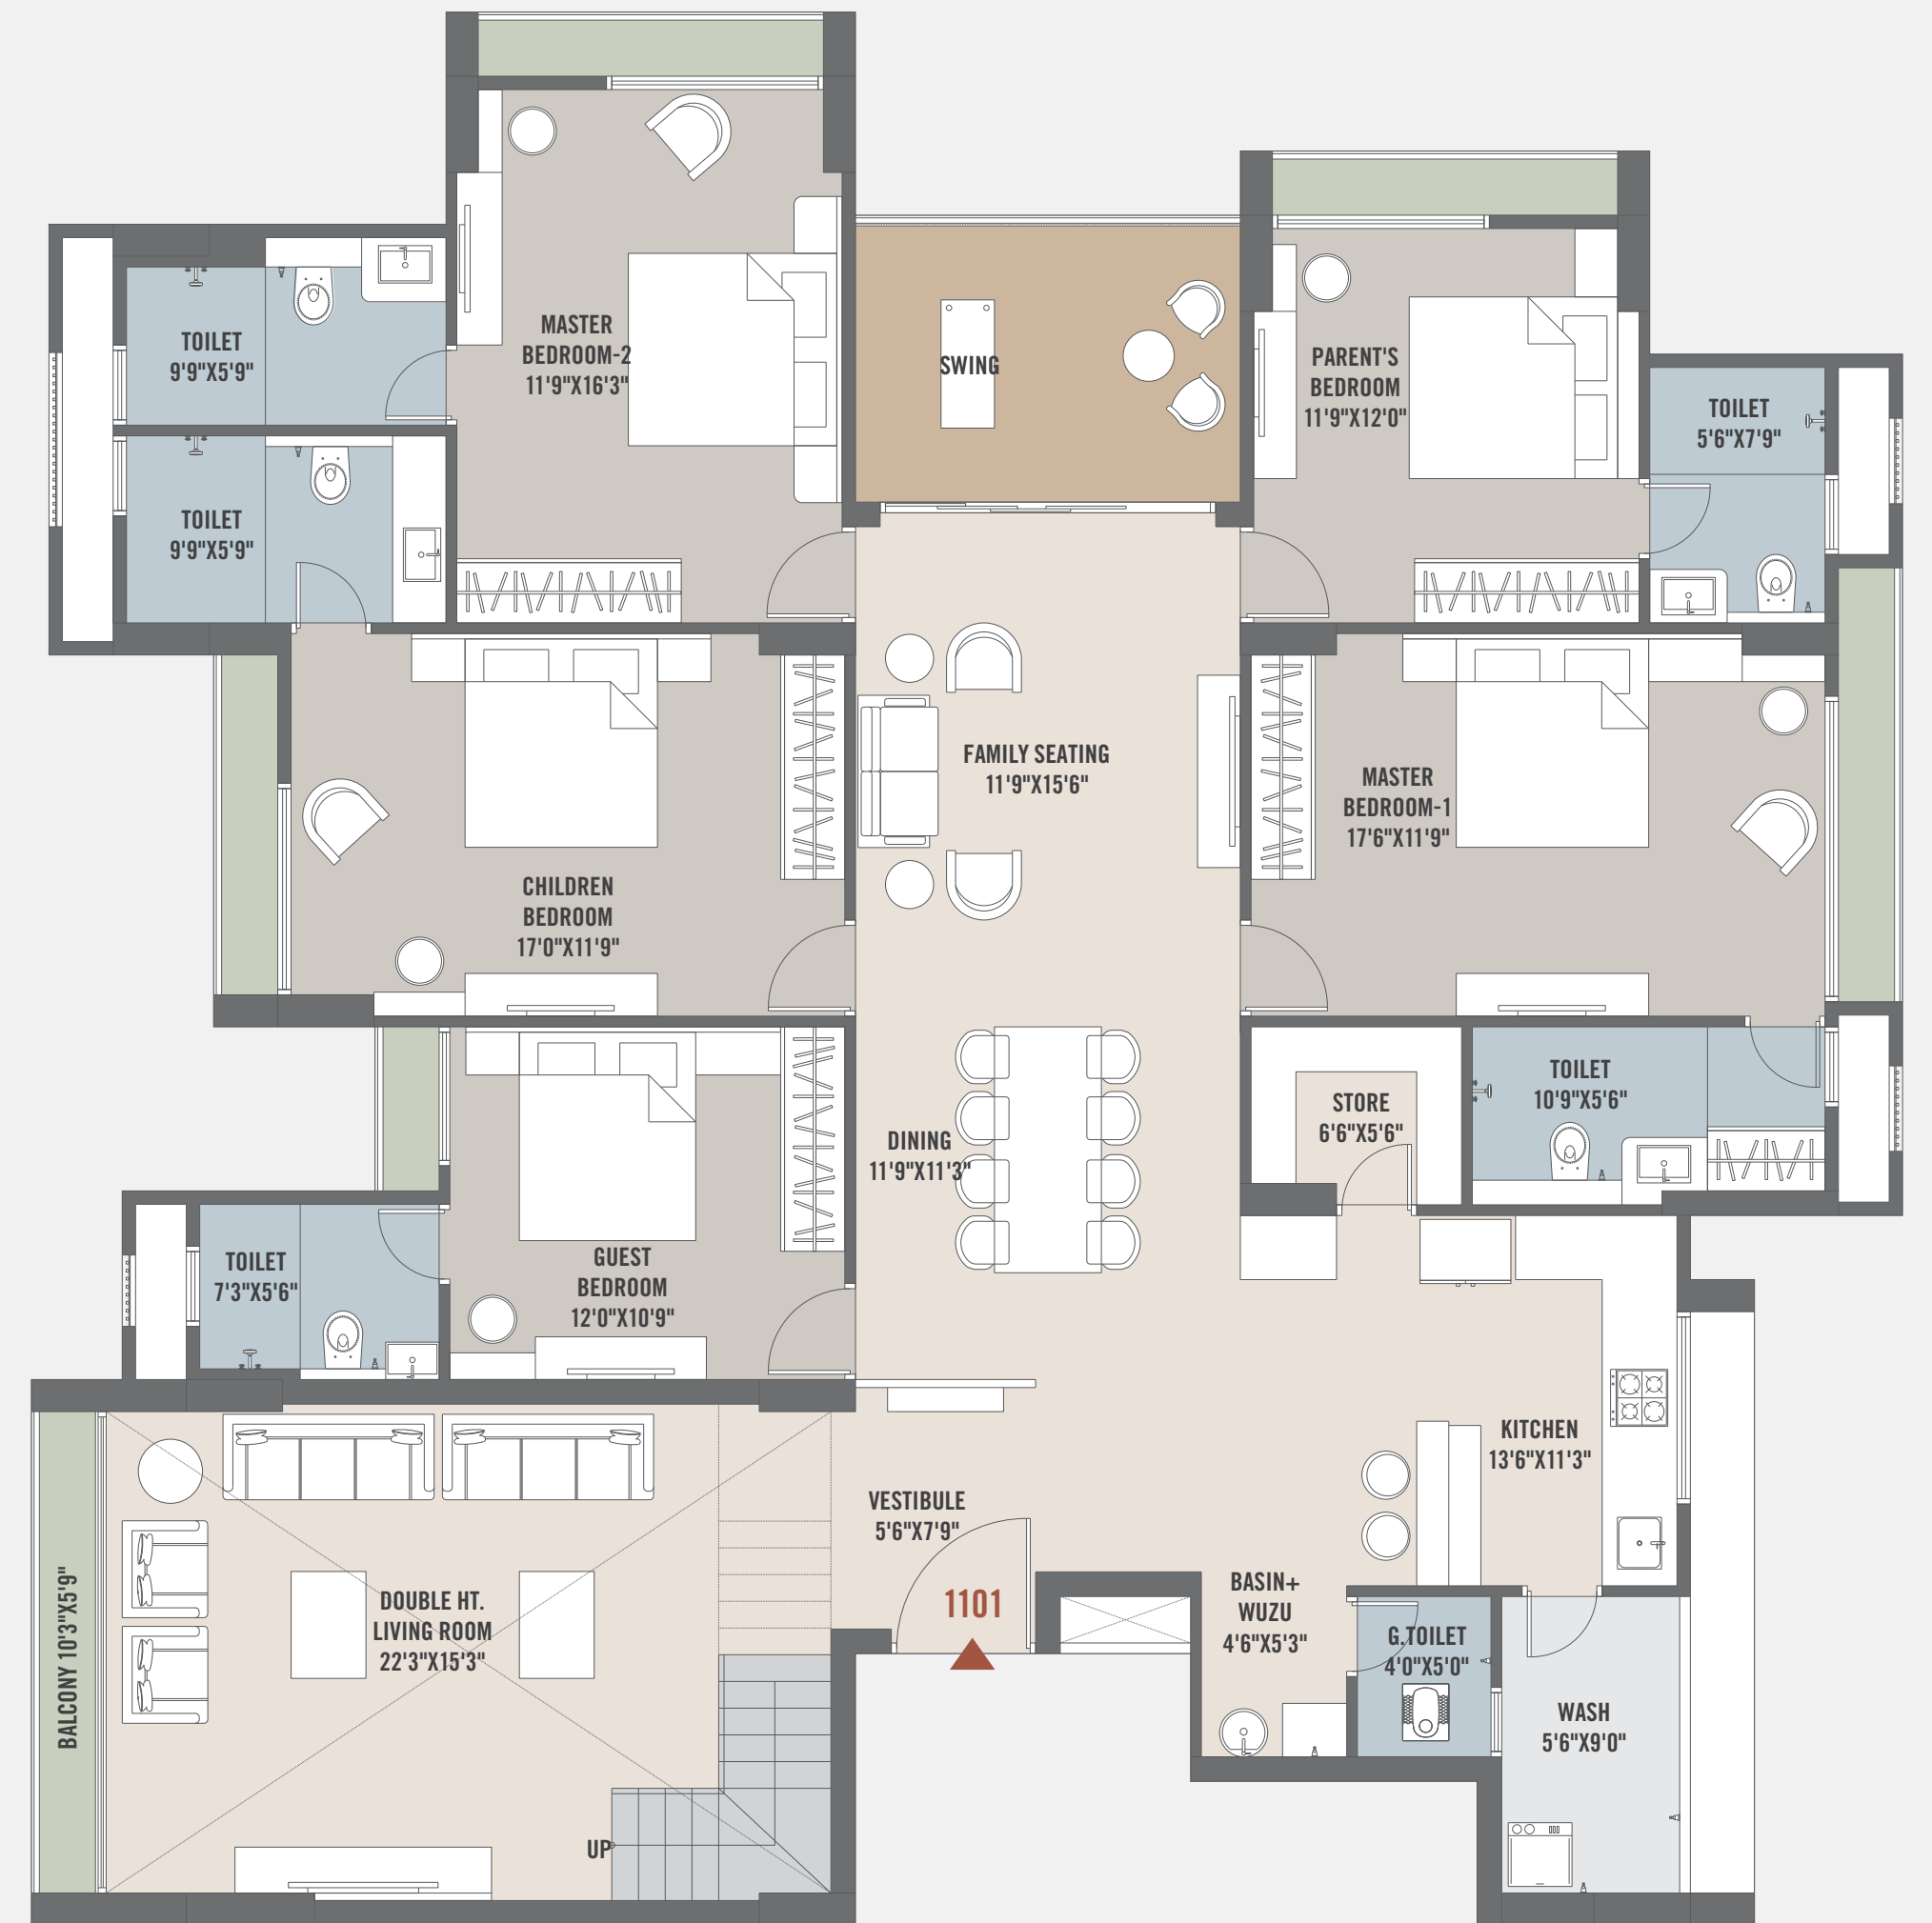 TOILET
9'9"X5'9"
MASTER
BEDROOM-2
11'9"X16'3"
SWING
PARENT'S
BEDROOM
11'9"X12'0"
TOILET
5'6"X7'9"
TOILET
9'9"X5'9"
FAMILY SEATING
11'9"X15'6"
MASTER
BEDROOM-1
17'6"X11'9"
CHILDREN
BEDROOM
17'0"X11'9"
TOILET
10'9"X5'6"
STORE
6'6"X5'6"
DINING
11'9"X11'3"
TOILET
7'3"X5'6"
GUEST
BEDROOM
12'0"X10'9"
KITCHEN
13'6"X11'3"
VESTIBULE
5'6"X7'9"
BALCONY 10'3"X5'9"
DOUBLE HT.
LIVING ROOM
22'3"X15'3"
1101
BASIN+
WUZU
4'6"X5'3"
G.TOILET
4'0"X5'0"
WASH
5'6"X9'0"
UP